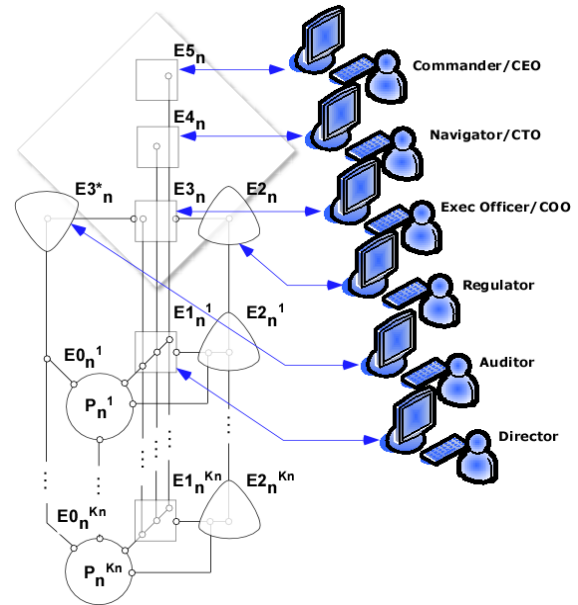 E5n
Commander/CEO
E4n
Navigator/CTO
E3*n
E3n
E2n
Exec Officer/COO
Regulator
E1n1
E2n1
E0n1
Auditor
Pn1
Director
E1nKn
E2nKn
E0nKn
PnKn